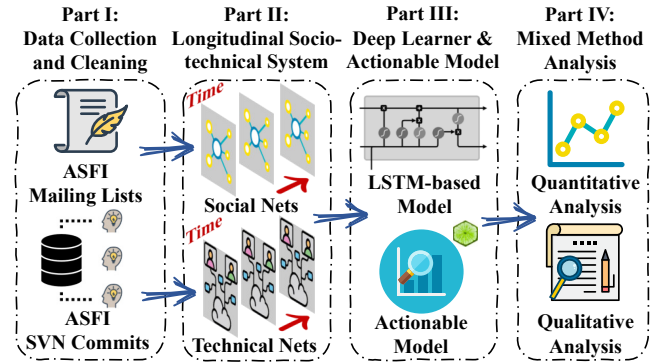 Part I:
Data Collection
and Cleaning
Part II:
Longitudinal Socio-
technical System
Part III:
Deep Learner &
Actionable Model
Part IV:
Mixed Method
Analysis
ASFI
Mailing Lists
ASFI
SVN Commits
Time
Social Nets
Time
Technical Nets
LSTM-based
Model
Actionable
Model
Quantitative
Analysis
Qualitative
Analysis